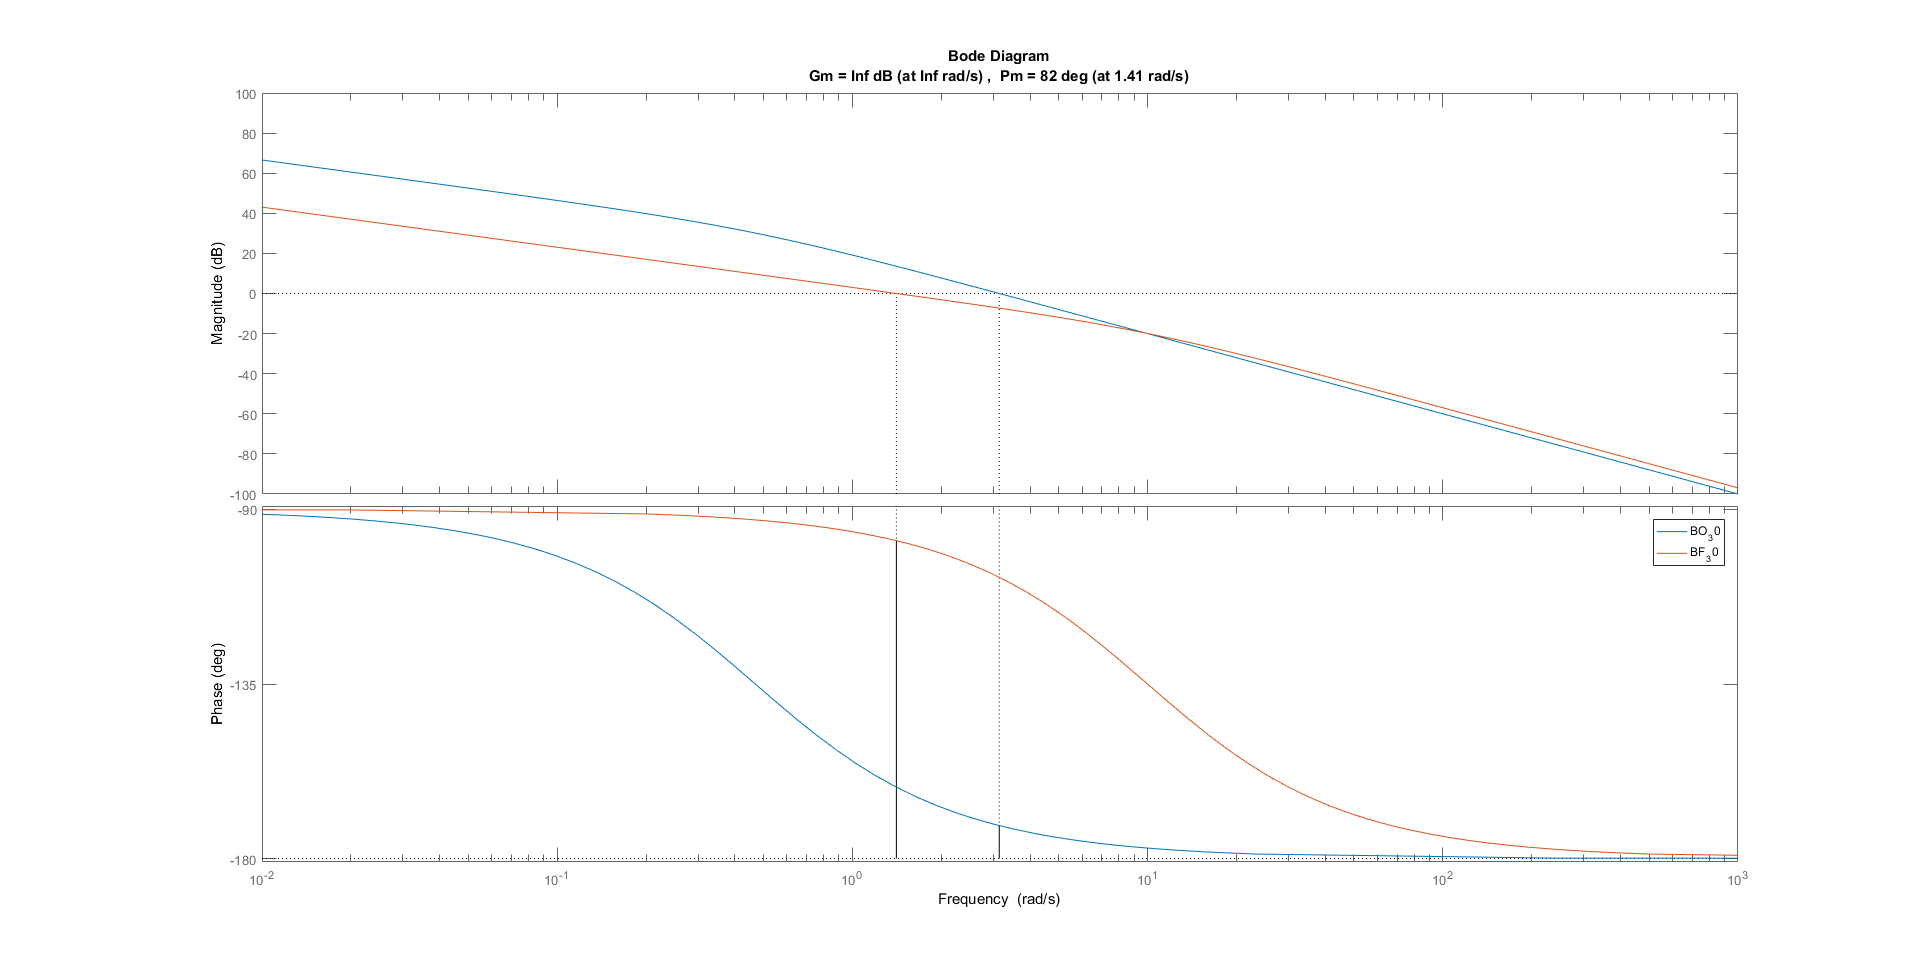 Bode Diagram
Gm = Inf dB (at Inf rad/s) , Pm = 82 deg (at 1.41 rad/s)
100
80
60
40
20
0
-20
-40
-60
-80
-100
Magnitude (dB)
-90
-135
-180
Phase (deg)
BO₃0
BF₃0
10⁻² 10⁻¹ 10⁰ 10¹ 10² 10³
Frequency (rad/s)